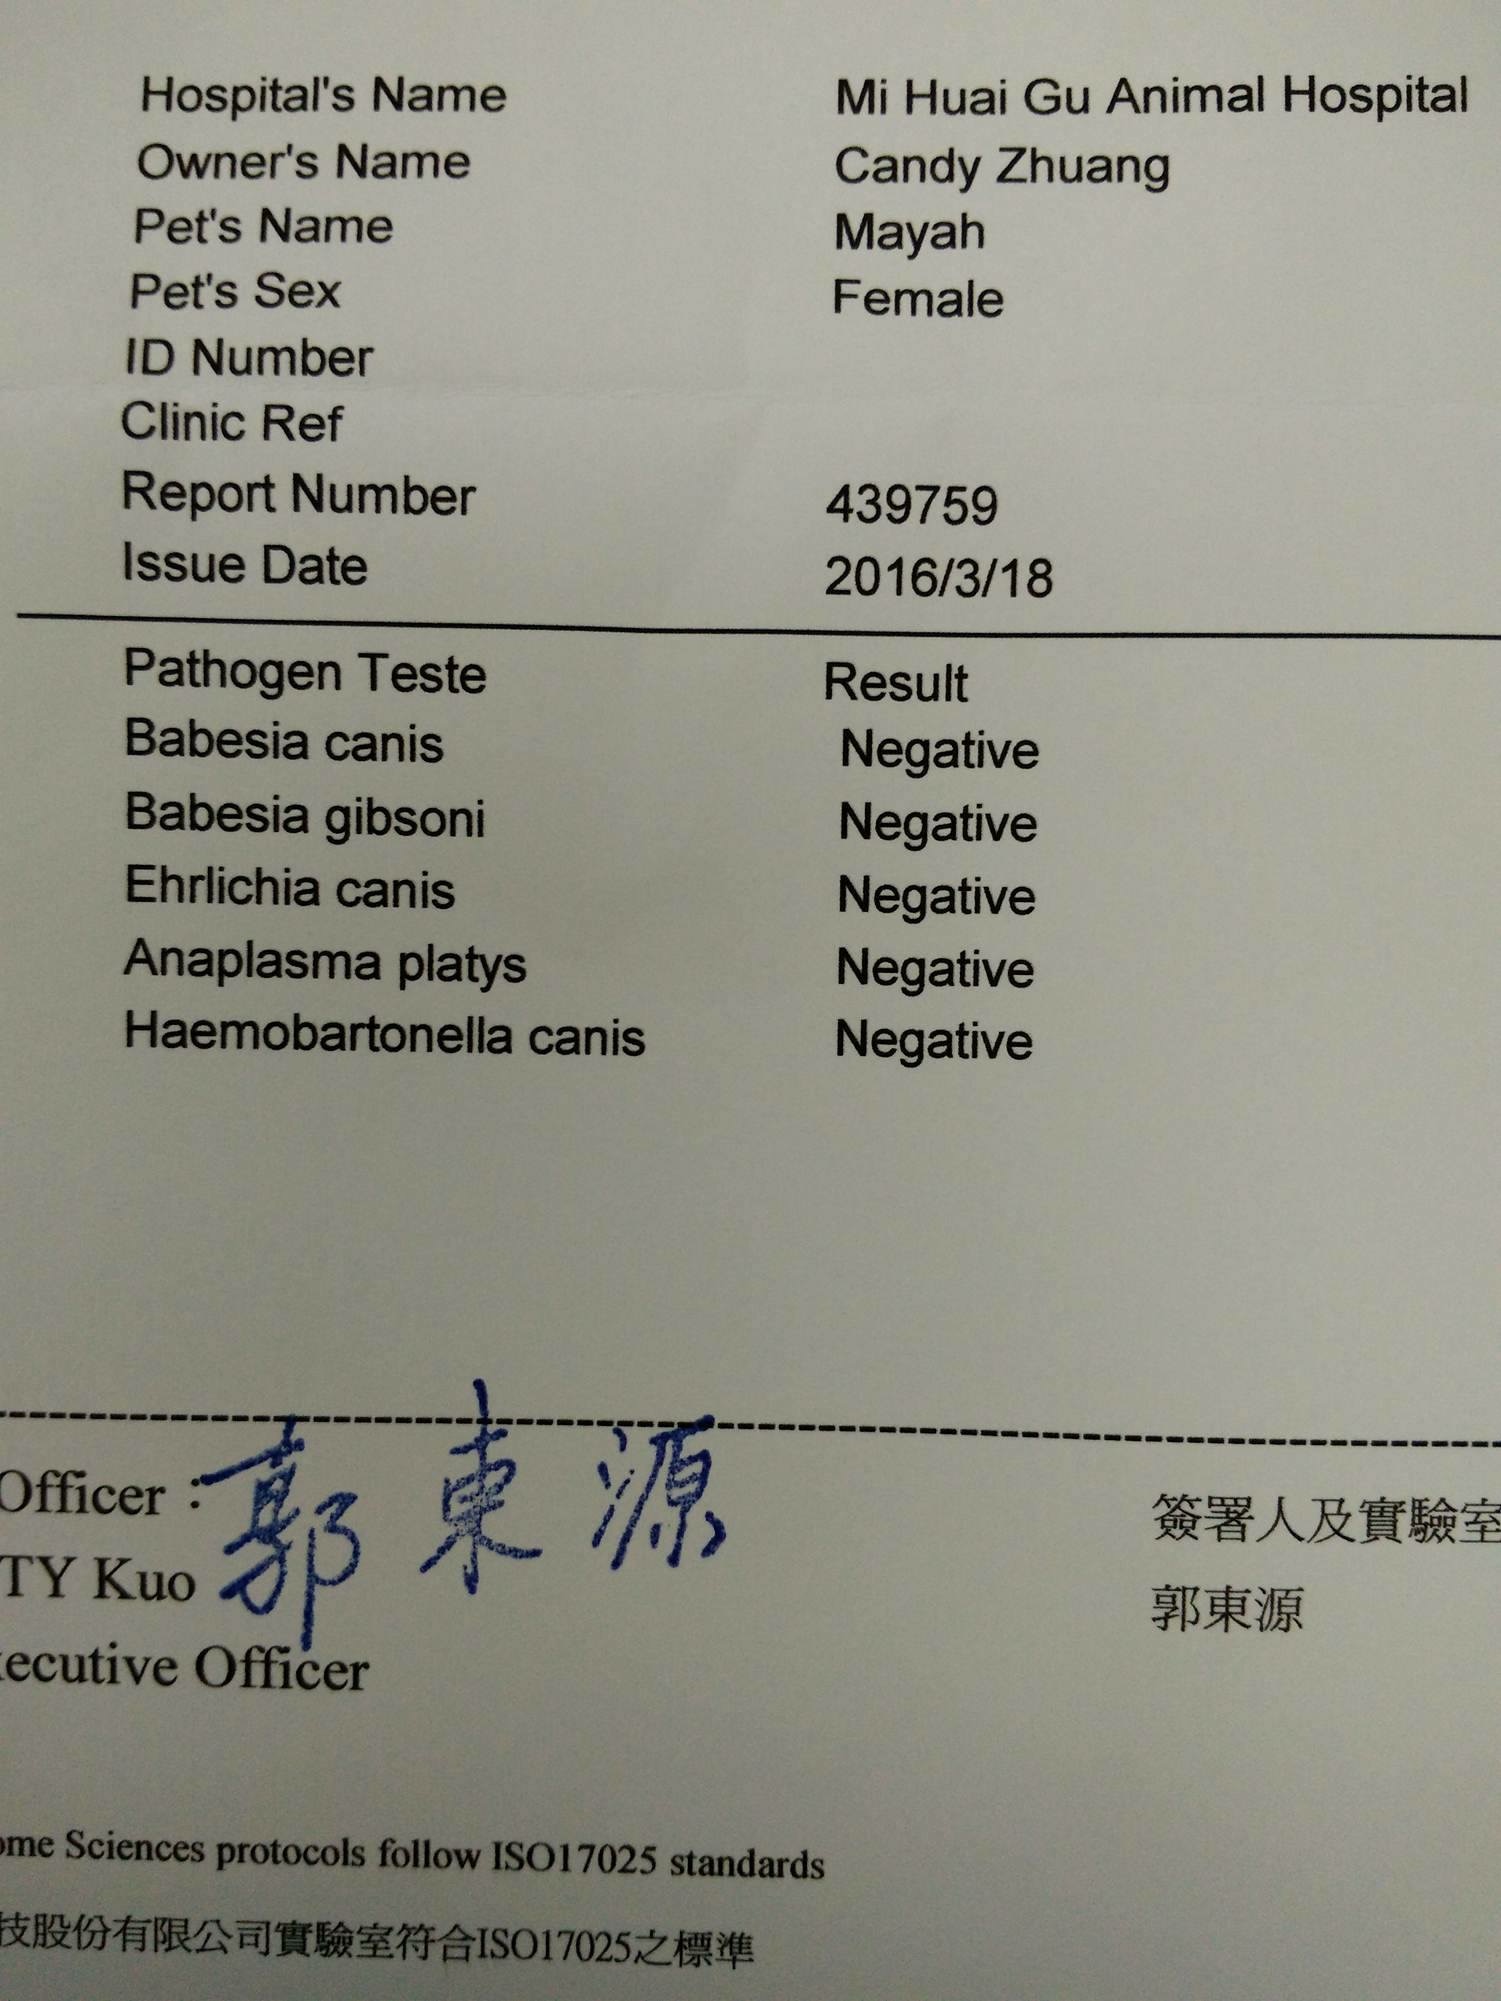 Hospital's Name Mi Huai Gu Animal Hospital
Owner's Name Candy Zhuang
Pet's Name Mayah
Pet's Sex Female
ID Number
Clinic Ref
Report Number 439759
Issue Date 2016/3/18
Pathogen Teste Result
Babesia canis Negative
Babesia gibsoni Negative
Ehrlichia canis Negative
Anaplasma platys Negative
Haemobartonella canis Negative
Officer : 郭東源 簽署人及實驗室
TY Kuo 郭東源
xecutive Officer
ome Sciences protocols follow ISO17025 standards
技股份有限公司實驗室符合ISO17025之標準